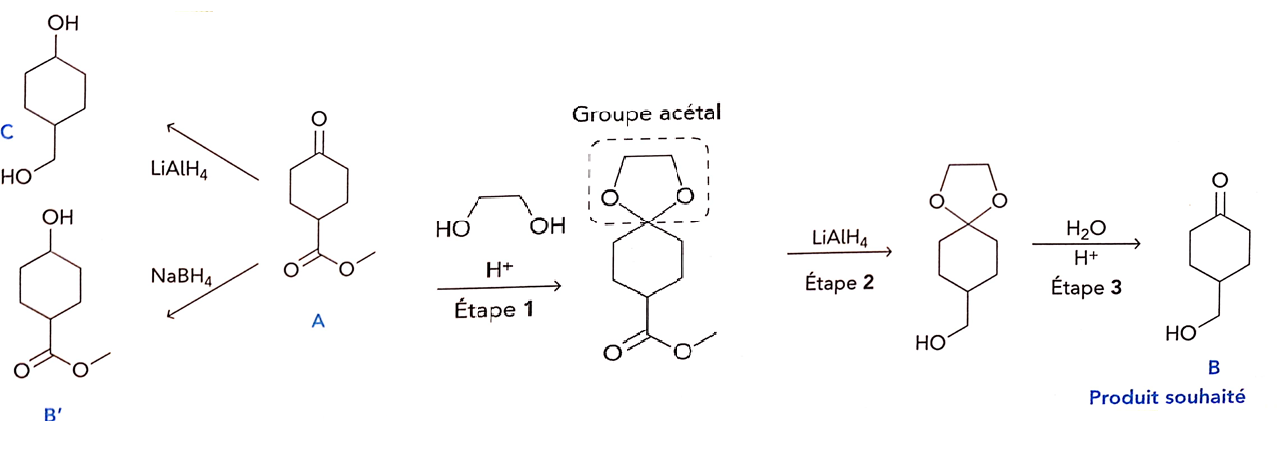 OH
C
HO
LiAlH4
OH
NaBH4
O
O
B'
O
O
O
A
HO
OH
H+
Étape 1
Groupe acétal
O
O
O
O
LiAlH4
Étape 2
O
O
HO
H2O
H+
Étape 3
O
HO
B
Produit souhaité